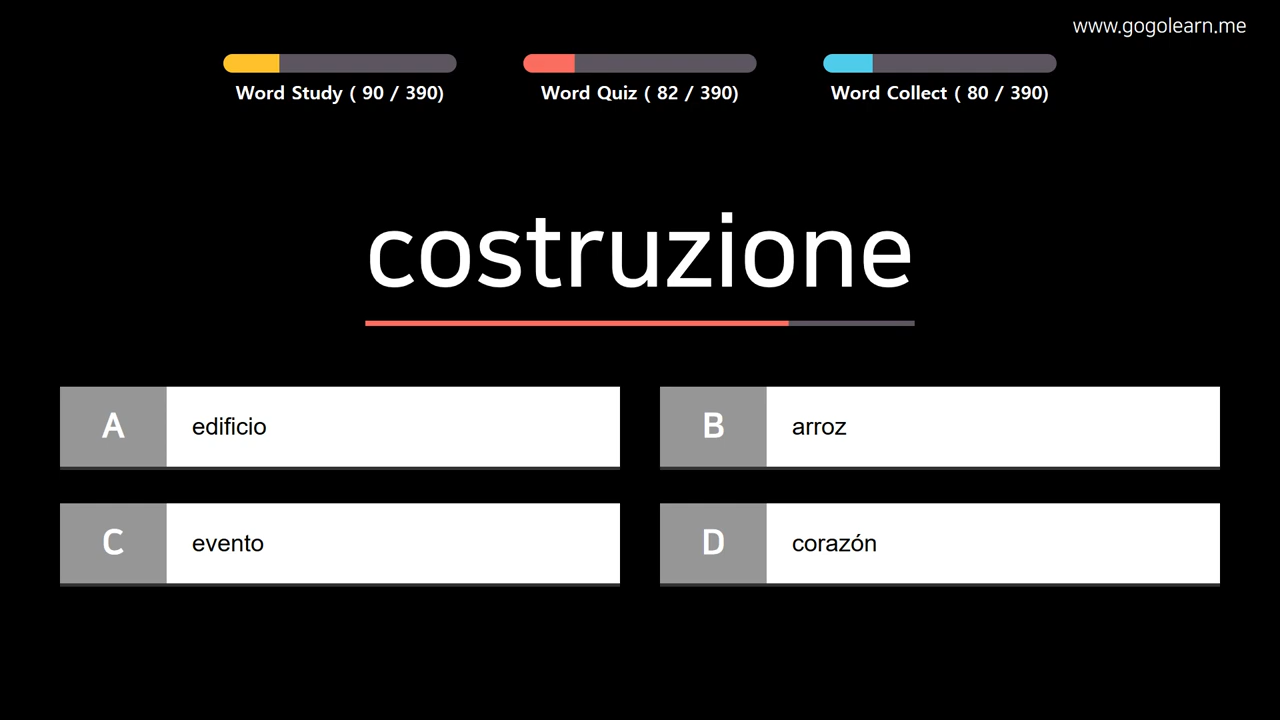 www.gogolearn.me
Word Study ( 90 / 390)
Word Quiz ( 82 / 390)
Word Collect ( 80 / 390)
costruzione
A edificio
B arroz
C evento
D corazón